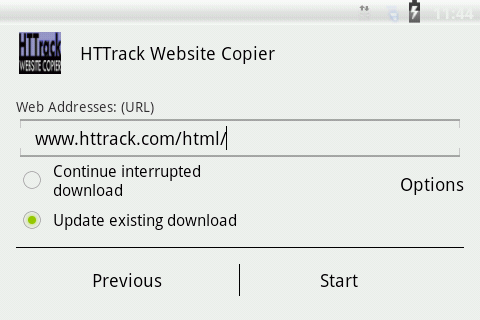 11:44
HTTrack
WEBSITE COPIER
HTTrack Website Copier
Web Addresses: (URL)
www.httrack.com/html/
Continue interrupted
download
Options
Update existing download
Previous
Start